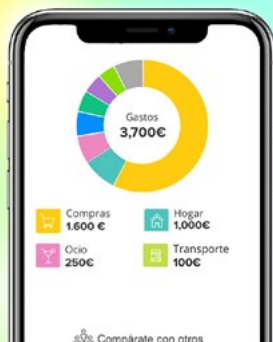 Gastos
3,700€
Compras
1.600 €
Hogar
1,000€
Ocio
250€
Transporte
100€
Compárate con otros